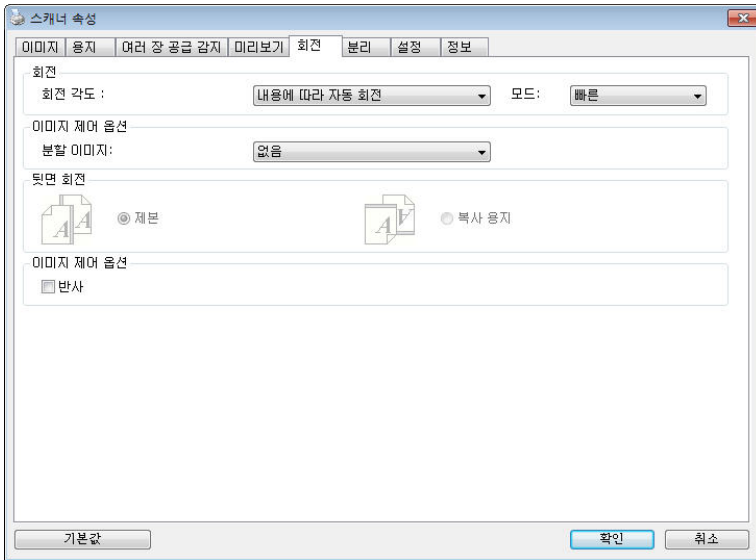 스캐너 속성
이미지 용지 여러 장 공급 감지 미리보기 회전 분리 설정 정보
회전
회전 각도 : 내용에 따라 자동 회전 모드: 빠른
이미지 제어 옵션
분할 이미지: 없음
뒷면 회전
A A 제본 A A 복사 용지
이미지 제어 옵션
반사
기본값 확인 취소